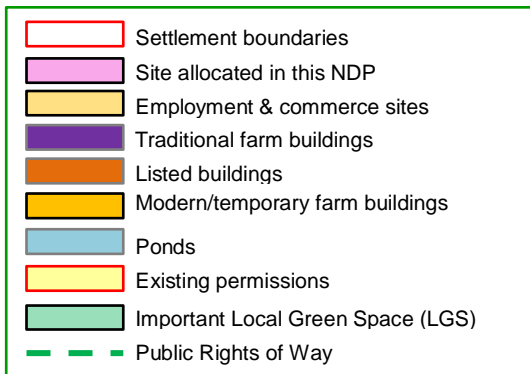 Settlement boundaries
Site allocated in this NDP
Employment & commerce sites
Traditional farm buildings
Listed buildings
Modern/temporary farm buildings
Ponds
Existing permissions
Important Local Green Space (LGS)
Public Rights of Way